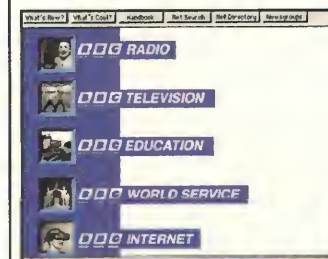 What's New? What's Cool? Handbook Net Search Net Directory Newsgroups
BBC RADIO
BBC TELEVISION
BBC EDUCATION
BBC WORLD SERVICE
BBC INTERNET